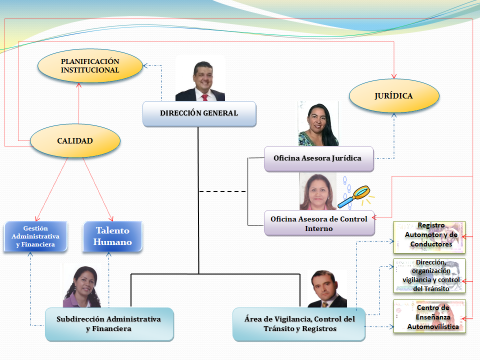 PLANIFICACIÓN
INSTITUCIONAL
JURÍDICA
DIRECCIÓN GENERAL
CALIDAD
Oficina Asesora Jurídica
Oficina Asesora de Control
Interno
Gestión
Administrativa
y Financiera
Talento
Humano
Registro
Automotor y de
Conductores
Dirección,
organización
vigilancia y control
del Tránsito
Centro de
Enseñanza
Automovilística
Subdirección Administrativa
y Financiera
Área de Vigilancia, Control del
Tránsito y Registros